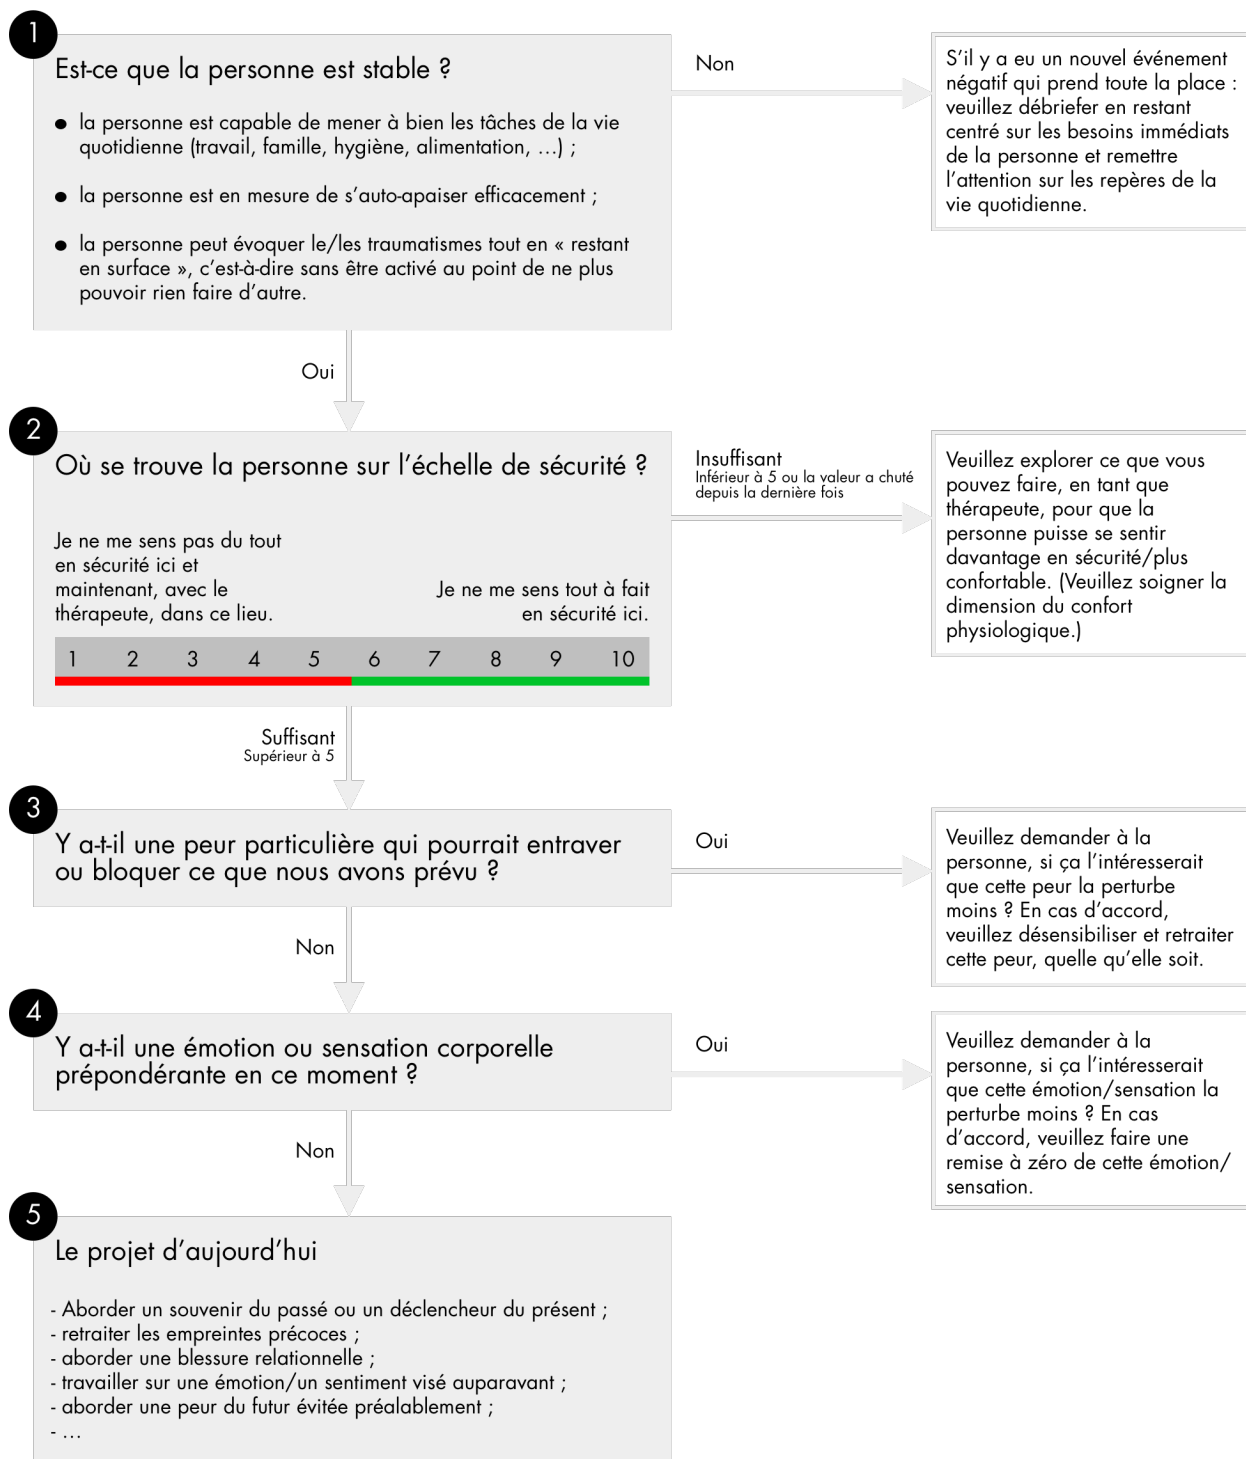 1
Est-ce que la personne est stable ?
● la personne est capable de mener à bien les tâches de la vie
quotidienne (travail, famille, hygiène, alimentation, ...) ;
● la personne est en mesure de s’auto-apaiser efficacement ;
● la personne peut évoquer le/les traumatismes tout en « restant
en surface », c’est-à-dire sans être activé au point de ne plus
pouvoir rien faire d’autre.
Non
S’il y a eu un nouvel événement
négatif qui prend toute la place :
veuillez débriefer en restant
centré sur les besoins immédiats
de la personne et remettre
l’attention sur les repères de la
vie quotidienne.
Oui
2
Où se trouve la personne sur l’échelle de sécurité ?
Je ne me sens pas du tout
en sécurité ici et
maintenant, avec le
thérapeute, dans ce lieu.
Je ne me sens tout à fait
en sécurité ici.
1 2 3 4 5 6 7 8 9 10
Insuffisant
Inférieur à 5 ou la valeur a chuté
depuis la dernière fois
Veuillez explorer ce que vous
pouvez faire, en tant que
thérapeute, pour que la
personne puisse se sentir
davantage en sécurité/plus
confortable. (Veuillez soigner la
dimension du confort
physiologique.)
Suffisant
Supérieur à 5
3
Y a-t-il une peur particulière qui pourrait entraver
ou bloquer ce que nous avons prévu ?
Oui
Veuillez demander à la
personne, si ça l’intéresserait
que cette peur la perturbe
moins ? En cas d’accord,
veuillez désensibiliser et retraiter
cette peur, quelle qu’elle soit.
Non
4
Y a-t-il une émotion ou sensation corporelle
prépondérante en ce moment ?
Oui
Veuillez demander à la
personne, si ça l’intéresserait
que cette émotion/sensation la
perturbe moins ? En cas
d’accord, veuillez faire une
remise à zéro de cette émotion/
sensation.
Non
5
Le projet d’aujourd’hui
- Aborder un souvenir du passé ou un déclencheur du présent ;
- retraiter les empreintes précoces ;
- aborder une blessure relationnelle ;
- travailler sur une émotion/un sentiment visé auparavant ;
- aborder une peur du futur évitée préalablement ;
- ...